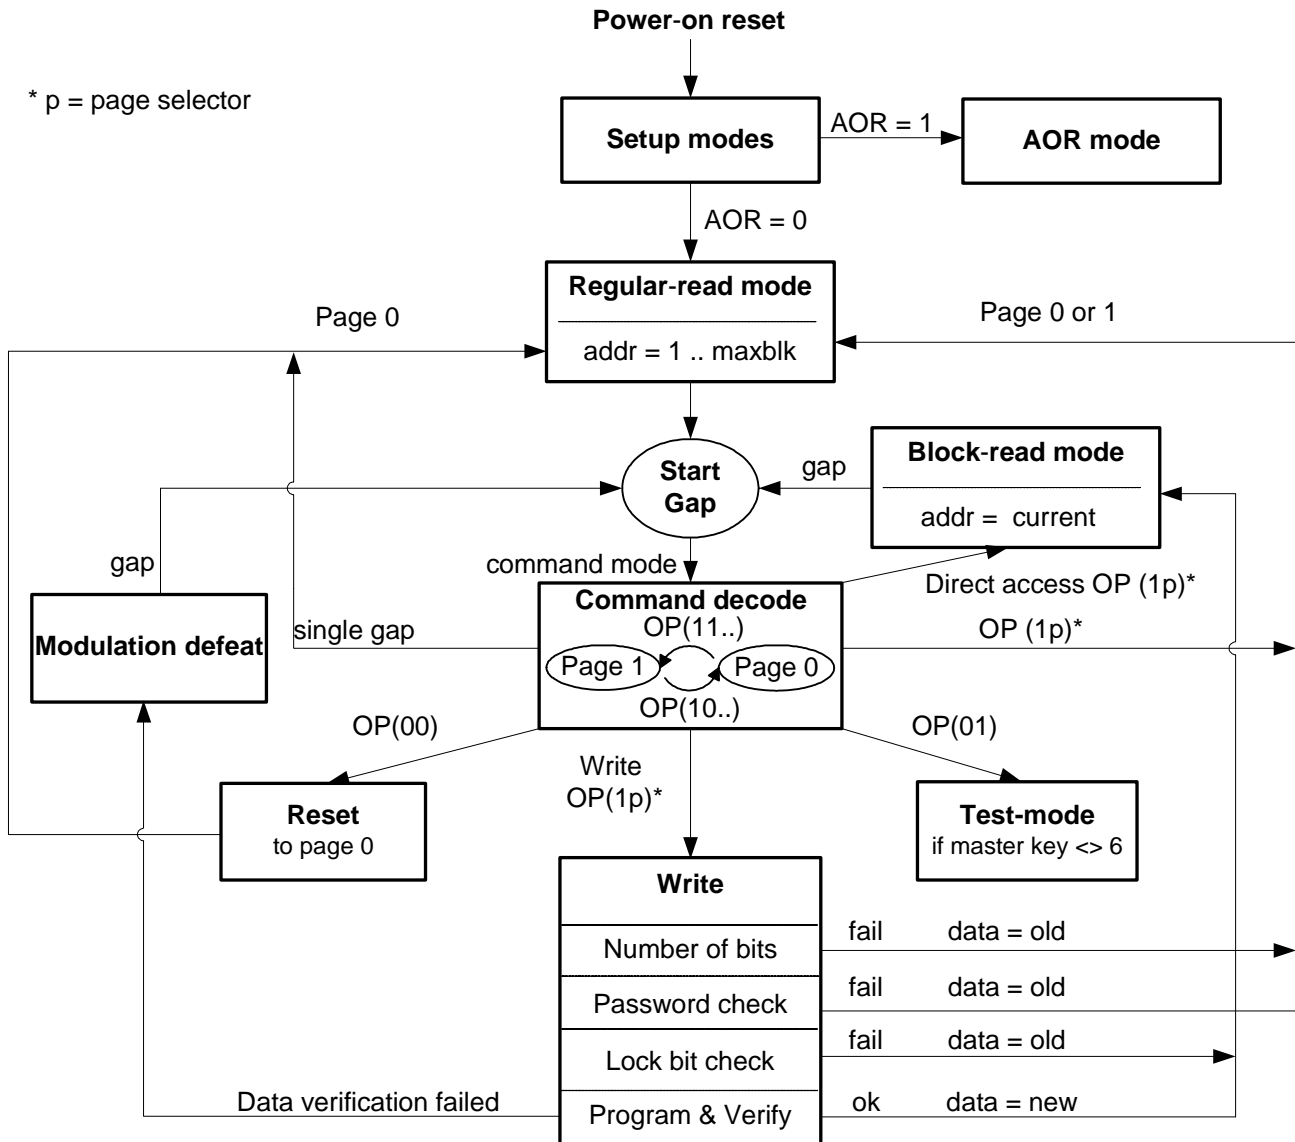 Power-on reset
* p = page selector
Setup modes
AOR = 1
AOR mode
AOR = 0
Regular-read mode
addr = 1 .. maxblk
Page 0
Page 0 or 1
Start
Gap
gap
Block-read mode
addr = current
gap
command mode
Direct access OP (1p)*
Command decode
OP(11..)
Page 1
Page 0
OP(10..)
single gap
OP (1p)*
Modulation defeat
OP(00)
OP(01)
Write
OP(1p)*
Reset
to page 0
Test-mode
if master key <> 6
Write
Number of bits
fail data = old
Password check
fail data = old
Lock bit check
fail data = old
Data verification failed
Program & Verify
ok data = new